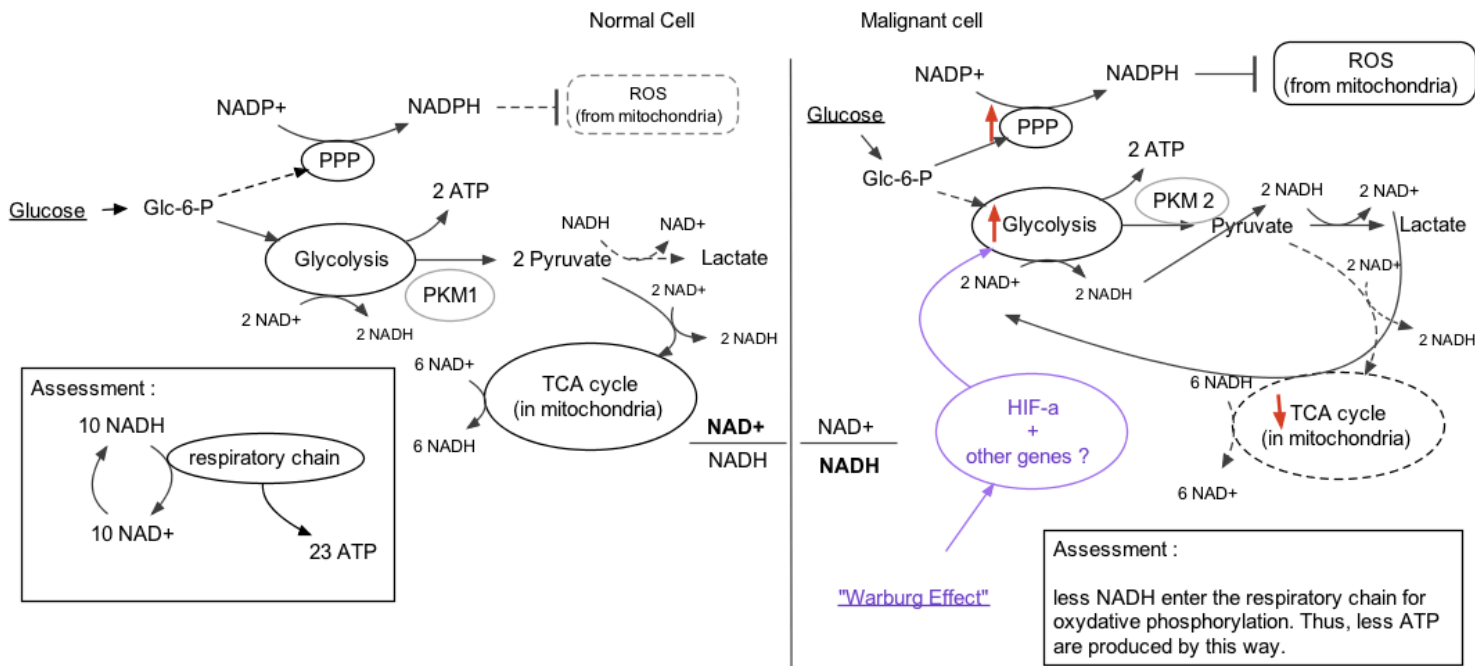 Normal Cell
NADP+
NADPH
ROS
(from mitochondria)
PPP
Glucose
Glc-6-P
2 ATP
Glycolysis
NADH
NAD+
2 Pyruvate
Lactate
PKM1
2 NAD+
2 NADH
2 NAD+
2 NADH
6 NAD+
TCA cycle
(in mitochondria)
6 NADH
NAD+
NADH
Assessment :
10 NADH
respiratory chain
10 NAD+
23 ATP
Malignant cell
NADP+
NADPH
ROS
(from mitochondria)
Glucose
PPP
Glc-6-P
2 ATP
PKM 2
2 NADH
2 NAD+
Glycolysis
Pyruvate
Lactate
2 NAD+
2 NADH
2 NAD+
2 NADH
6 NADH
TCA cycle
(in mitochondria)
6 NAD+
NAD+
NADH
HIF-a
+
other genes ?
"Warburg Effect"
Assessment :
less NADH enter the respiratory chain for
oxydative phosphorylation. Thus, less ATP
are produced by this way.